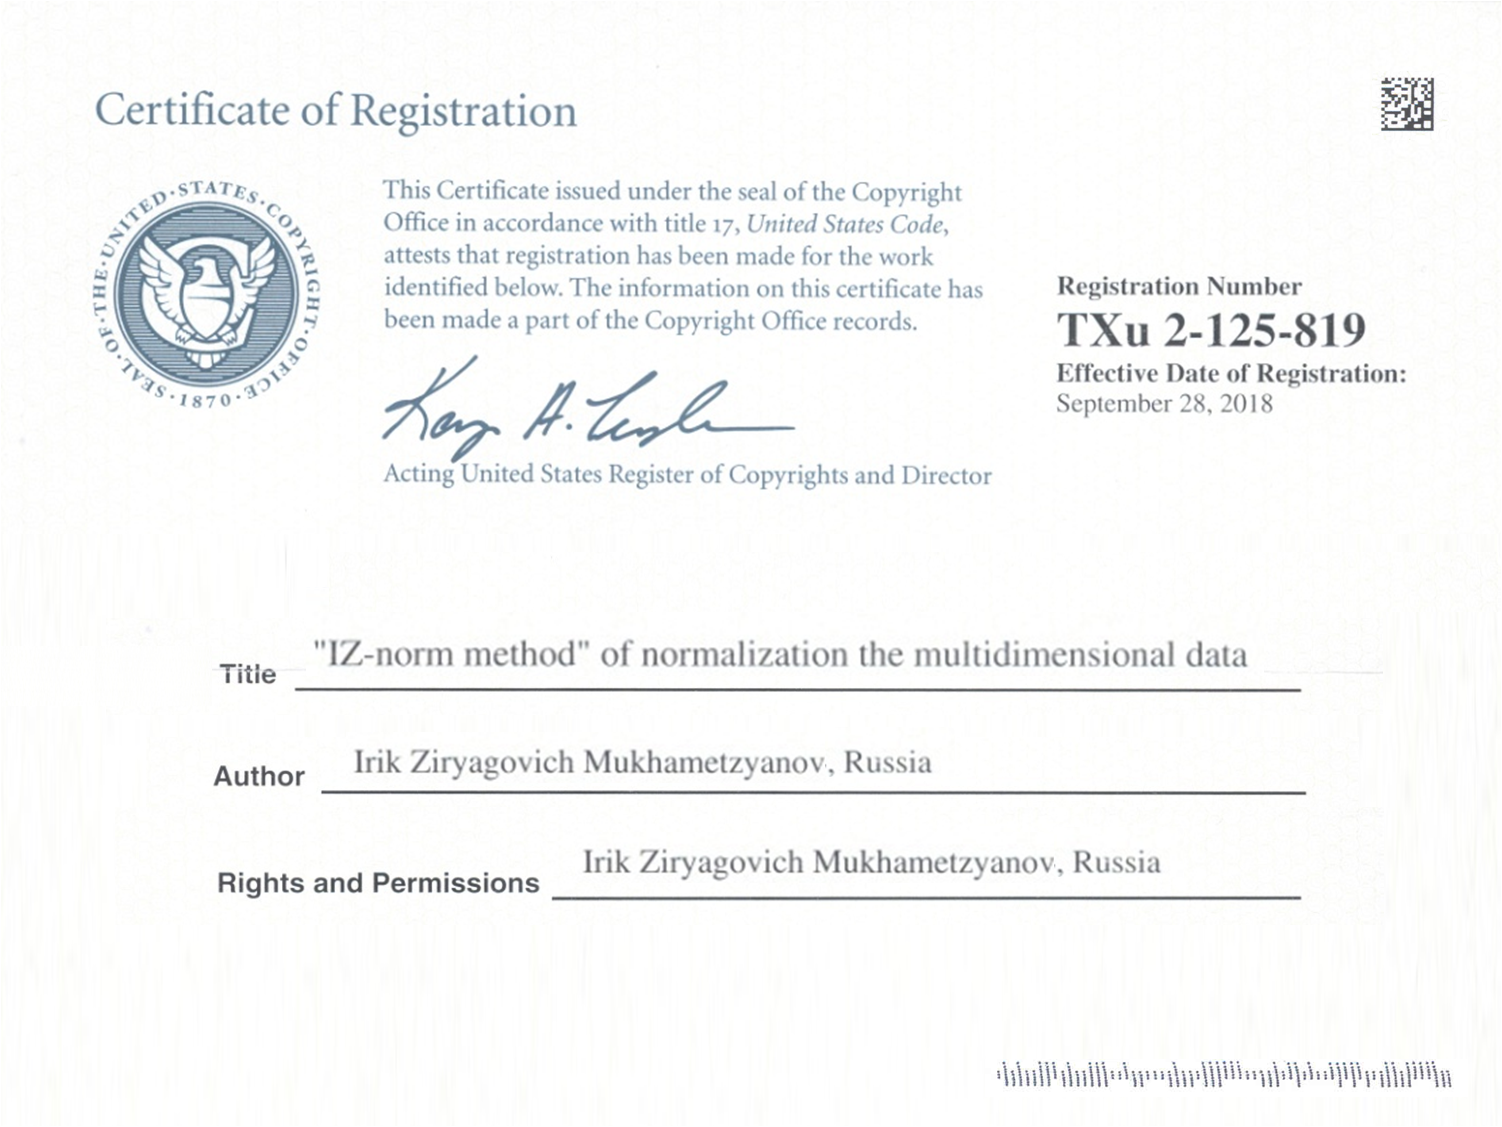 Certificate of Registration
SEAL·OF·THE·UNITED·STATES·COPYRIGHT·OFFICE·1870·
This Certificate issued under the seal of the Copyright
Office in accordance with title 17, United States Code,
attests that registration has been made for the work
identified below. The information on this certificate has
been made a part of the Copyright Office records.
Acting United States Register of Copyrights and Director
Registration Number
TXu 2-125-819
Effective Date of Registration:
September 28, 2018
Title "IZ-norm method" of normalization the multidimensional data
Author Irik Ziryagovich Mukhametzyanov, Russia
Rights and Permissions Irik Ziryagovich Mukhametzyanov, Russia